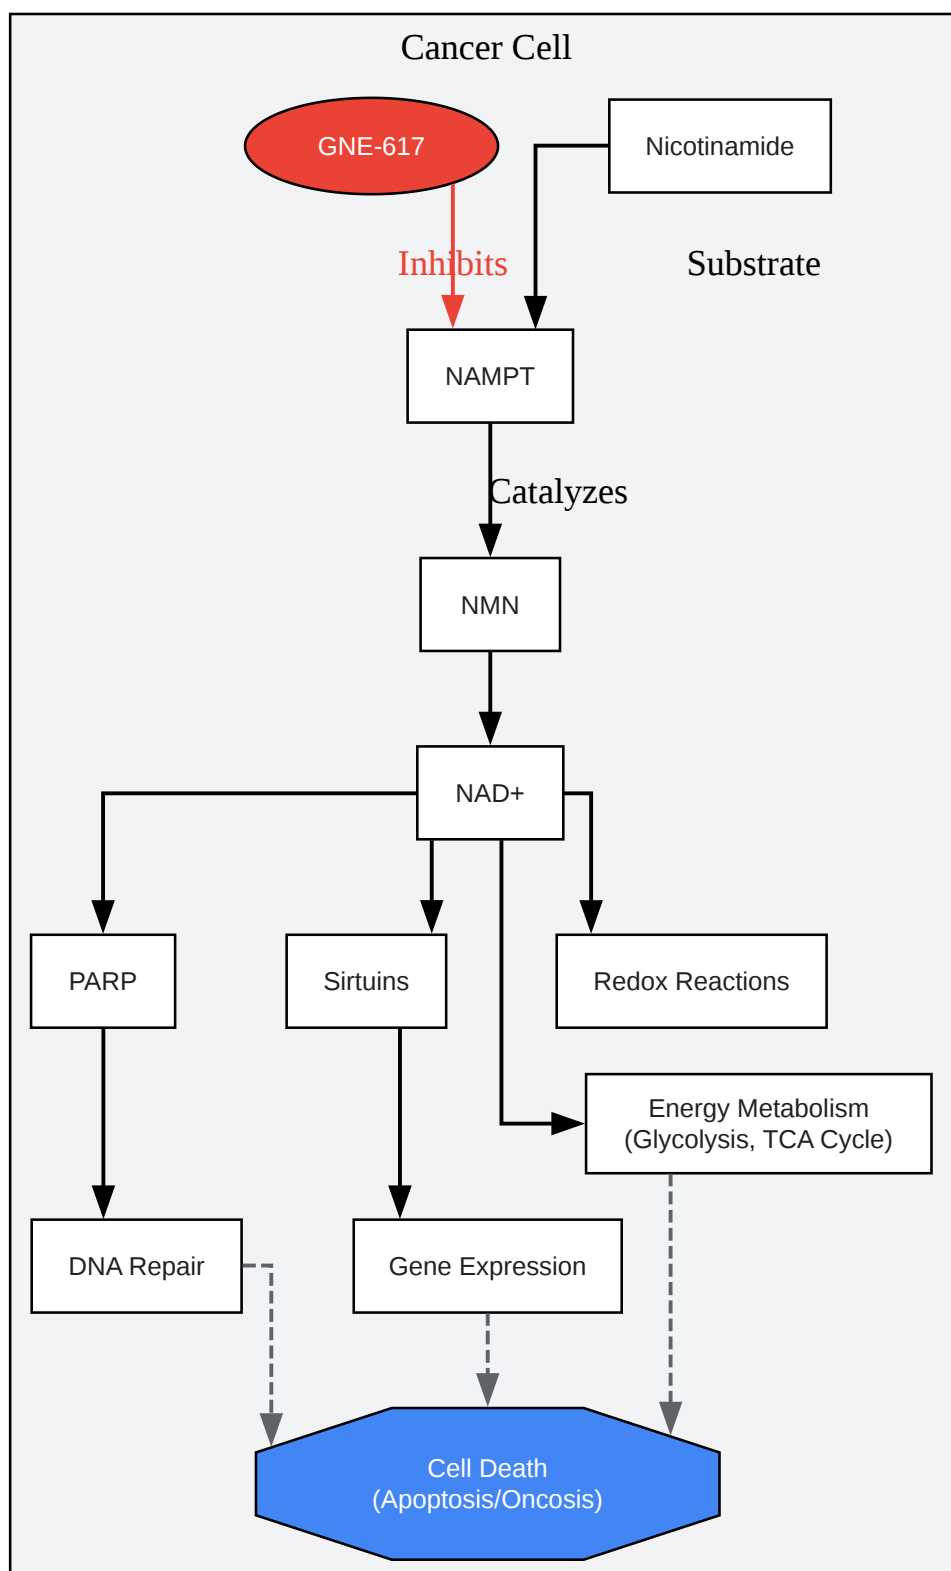 Cancer Cell
GNE-617
Nicotinamide
Inhibits
Substrate
NAMPT
Catalyzes
NMN
NAD+
PARP
Sirtuins
Redox Reactions
Energy Metabolism
(Glycolysis, TCA Cycle)
DNA Repair
Gene Expression
Cell Death
(Apoptosis/Oncosis)